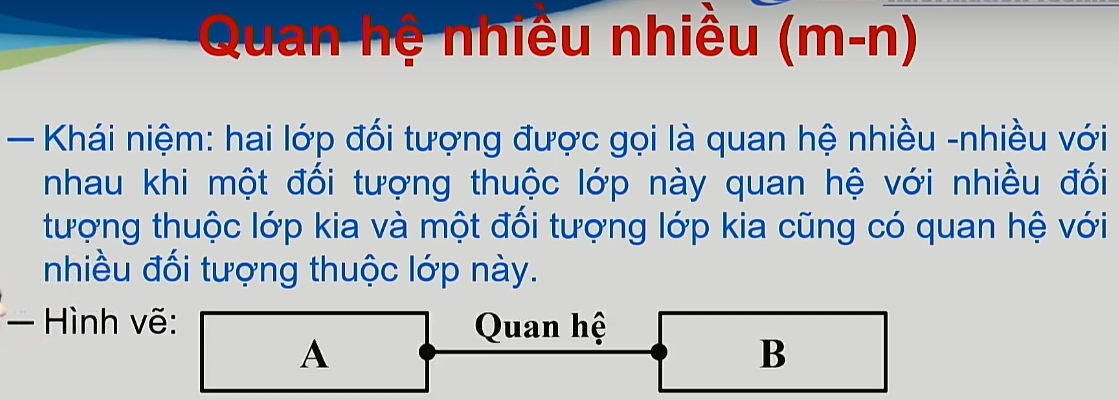 Quan hệ nhiều nhiều (m-n)
— Khái niệm: hai lớp đối tượng được gọi là quan hệ nhiều -nhiều với
nhau khi một đối tượng thuộc lớp này quan hệ với nhiều đối
tượng thuộc lớp kia và một đối tượng lớp kia cũng có quan hệ với
nhiều đối tượng thuộc lớp này.
— Hình vẽ:
Quan hệ
A
B